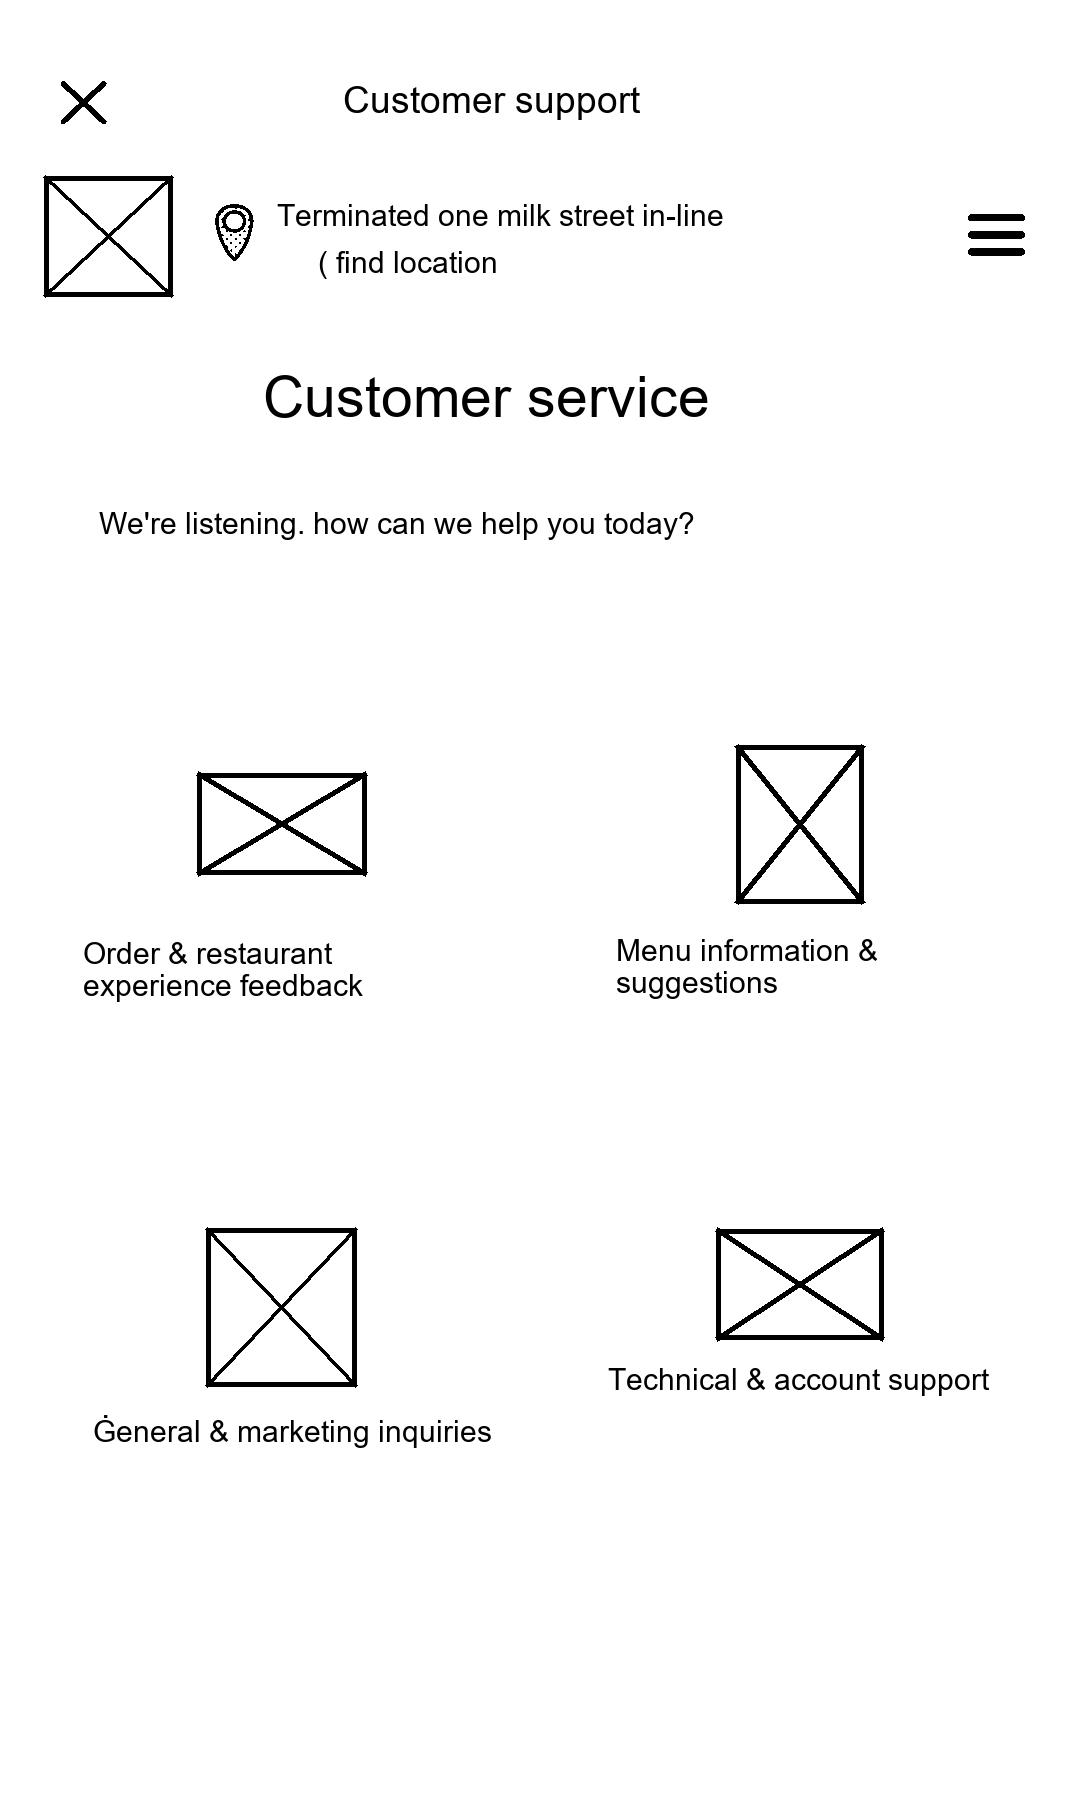 Customer support
Terminated one milk street in-line
( find location
Customer service
We're listening. how can we help you today?
Order & restaurant
experience feedback
Menu information &
suggestions
Ġeneral & marketing inquiries
Technical & account support